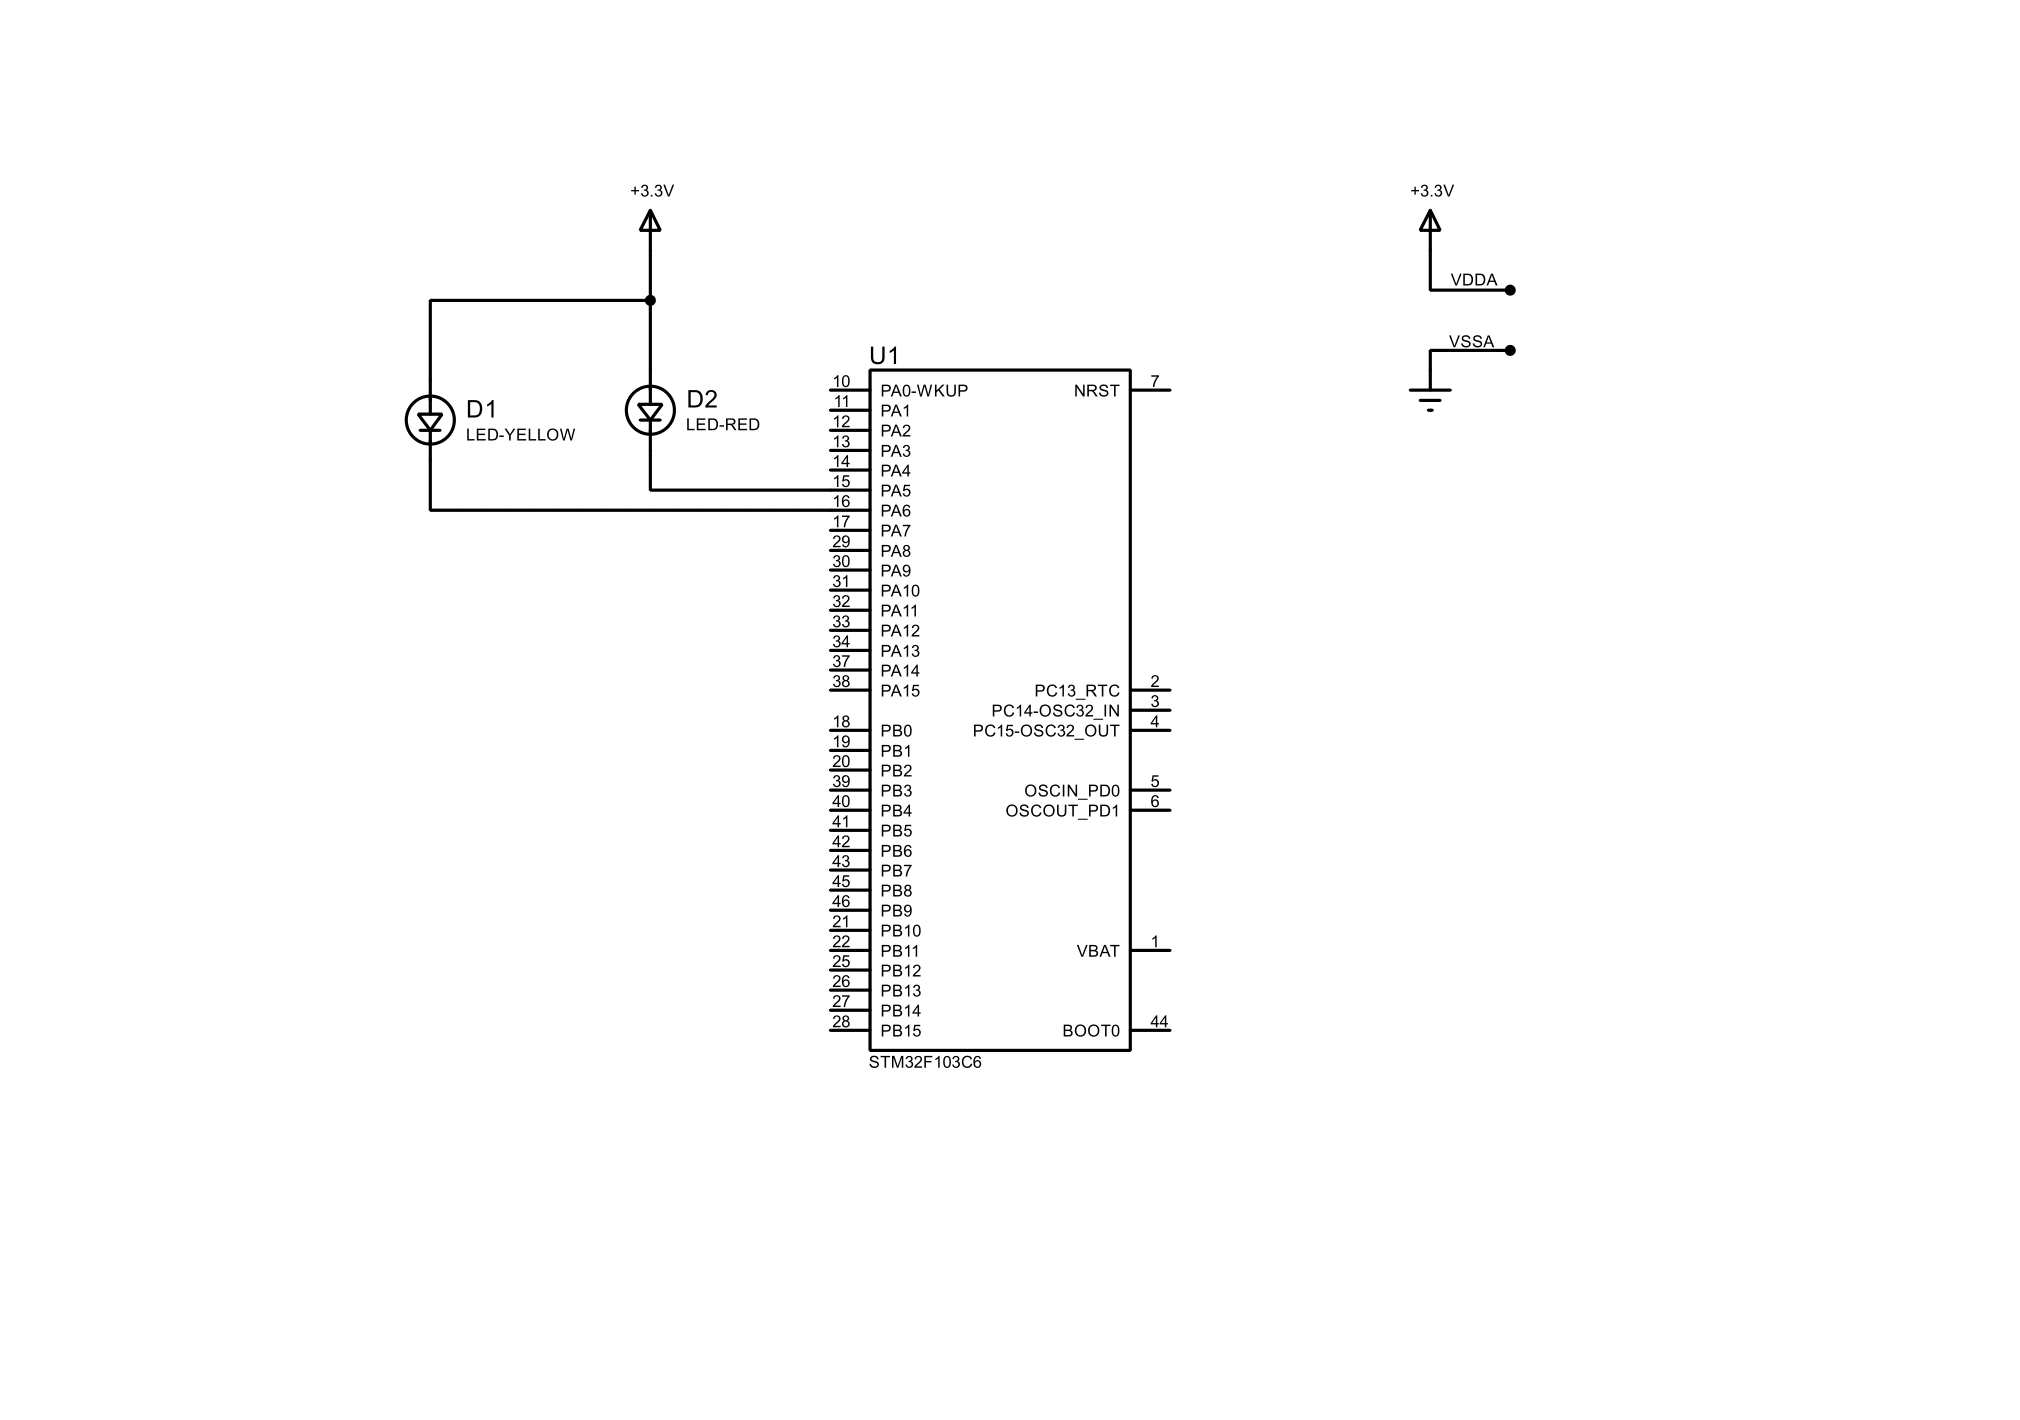 +3.3V
+3.3V
VDDA
VSSA
U1
D1
LED-YELLOW
D2
LED-RED
10 PA0-WKUP
11 PA1
12 PA2
13 PA3
14 PA4
15 PA5
16 PA6
17 PA7
29 PA8
30 PA9
31 PA10
32 PA11
33 PA12
34 PA13
37 PA14
38 PA15
18 PB0
19 PB1
20 PB2
39 PB3
40 PB4
41 PB5
42 PB6
43 PB7
45 PB8
46 PB9
21 PB10
22 PB11
25 PB12
26 PB13
27 PB14
28 PB15
NRST 7
PC13_RTC 2
PC14-OSC32_IN 3
PC15-OSC32_OUT 4
OSCIN_PD0 5
OSCOUT_PD1 6
VBAT 1
BOOT0 44
STM32F103C6